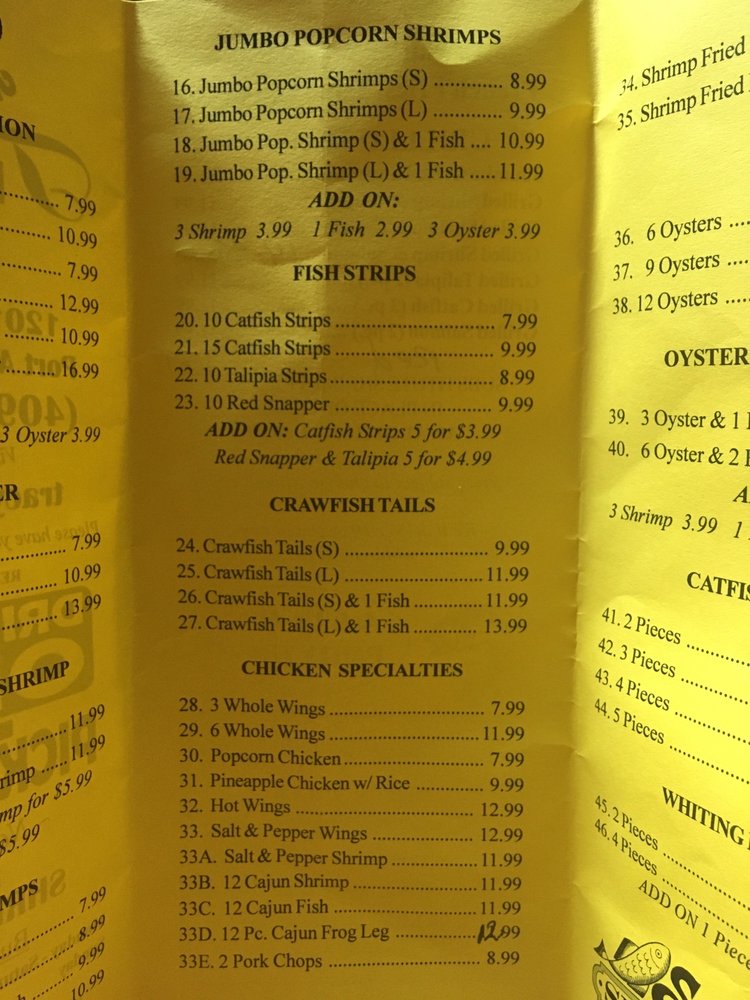 ION
7.99
10.99
7.99
12.99
10.99
16.99
3 Oyster 3.99
ER
7.99
10.99
13.99
SHRIMP
11.99
rimp ..... 11.99
mp for $5.99
$5.99
MPS
7.99
8.99
9.99
10.99
JUMBO POPCORN SHRIMPS
16. Jumbo Popcorn Shrimps (S) ............. 8.99
17. Jumbo Popcorn Shrimps (L) ............. 9.99
18. Jumbo Pop. Shrimp (S) & 1 Fish .... 10.99
19. Jumbo Pop. Shrimp (L) & 1 Fish ..... 11.99
ADD ON:
3 Shrimp 3.99 1 Fish 2.99 3 Oyster 3.99
FISH STRIPS
20. 10 Catfish Strips ................................ 7.99
21. 15 Catfish Strips ................................ 9.99
22. 10 Talipia Strips................................ 8.99
23. 10 Red Snapper ................................ 9.99
ADD ON: Catfish Strips 5 for $3.99
Red Snapper & Talipia 5 for $4.99
CRAWFISH TAILS
24. Crawfish Tails (S) ............................. 9.99
25. Crawfish Tails (L) ............................ 11.99
26. Crawfish Tails (S) & 1 Fish .............. 11.99
27. Crawfish Tails (L) & 1 Fish .............. 13.99
CHICKEN SPECIALTIES
28. 3 Whole Wings ................................ 7.99
29. 6 Whole Wings ............................... 11.99
30. Popcorn Chicken............................. 7.99
31. Pineapple Chicken w/ Rice ................ 9.99
32. Hot Wings ...................................... 12.99
33. Salt & Pepper Wings ...................... 12.99
33A. Salt & Pepper Shrimp .................. 11.99
33B. 12 Cajun Shrimp .......................... 11.99
33C. 12 Cajun Fish .............................. 11.99
33D. 12 Pc. Cajun Frog Leg ................ 12.99
33E. 2 Pork Chops ................................ 8.99
34. Shrimp Fried
35. Shrimp Fried
36. 6 Oysters ....
37. 9 Oysters ....
38. 12 Oysters ....
OYSTER
39. 3 Oyster & 1
40. 6 Oyster & 2
3 Shrimp 3.99 1
41. 2 Pieces
42. 3 Pieces
43. 4 Pieces
44. 5 Pieces
WHITING
45. 2 Pieces
46. 4 Pieces
ADD ON 1 Piece